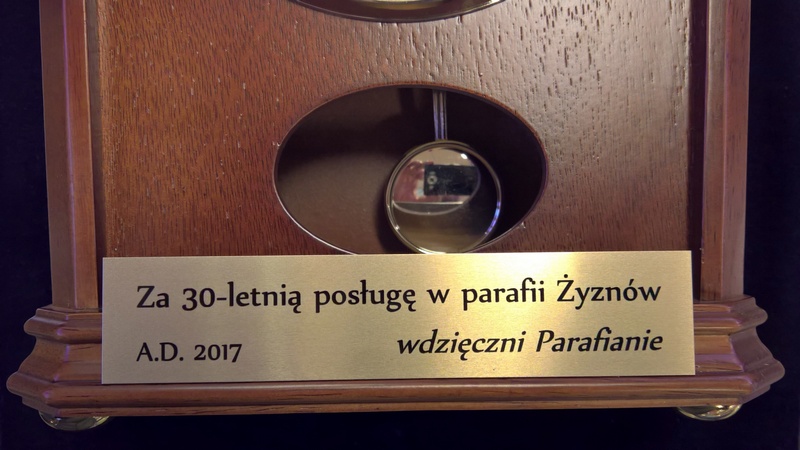 Za 30-letnią posługę w parafii Żyznów
A.D. 2017 wdzięczni Parafianie